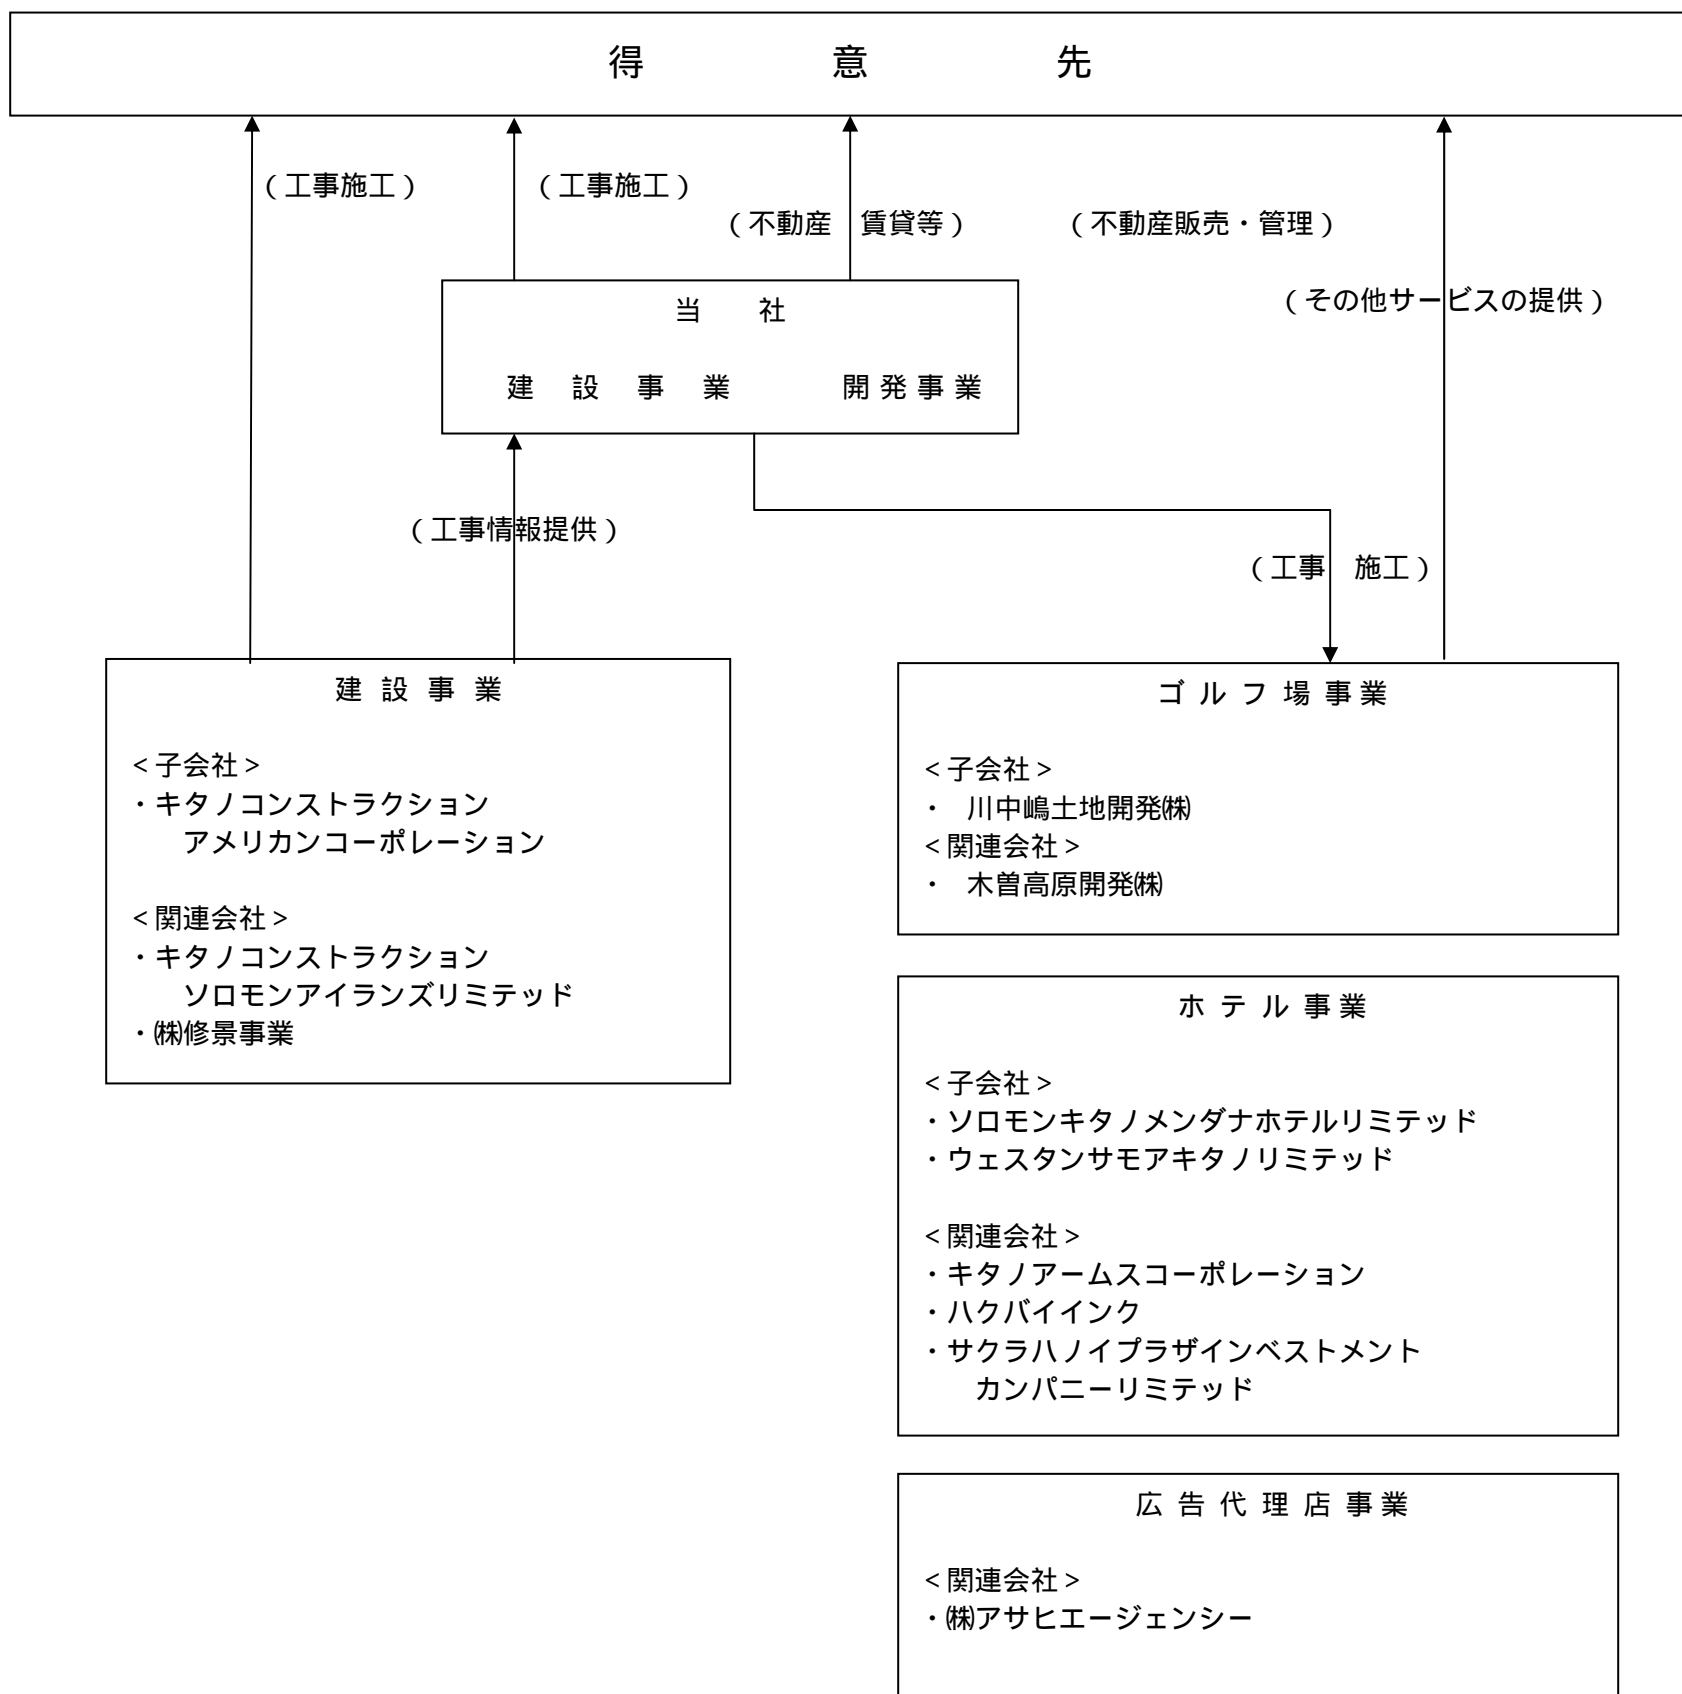 得意先
（工事施工）
（工事施工）
（不動産　賃貸等）
（不動産販売・管理）
（その他サービスの提供）
当　社
建設事業　開発事業
（工事情報提供）
（工事　施工）
建設事業
＜子会社＞
・キタノコンストラクション
アメリカンコーポレーション
＜関連会社＞
・キタノコンストラクション
ソロモンアイランズリミテッド
・㈱修景事業
ゴルフ場事業
＜子会社＞
・　川中嶋土地開発㈱
＜関連会社＞
・　木曽高原開発㈱
ホテル事業
＜子会社＞
・ソロモンキタノメンダナホテルリミテッド
・ウェスタンサモアキタノリミテッド
＜関連会社＞
・キタノアームスコーポレーション
・ハクバイインク
・サクラハノイプラザインベストメント
カンパニーリミテッド
広告代理店事業
＜関連会社＞
・㈱アサヒエージェンシー